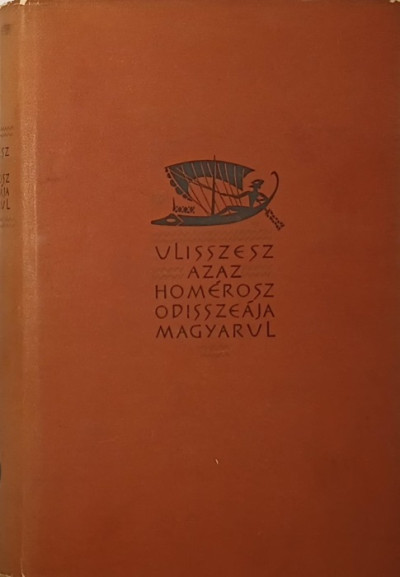 ULISSZESZ
AZAZ
HOMÉROSZ
ODISSZEÁJA
MAGYARUL